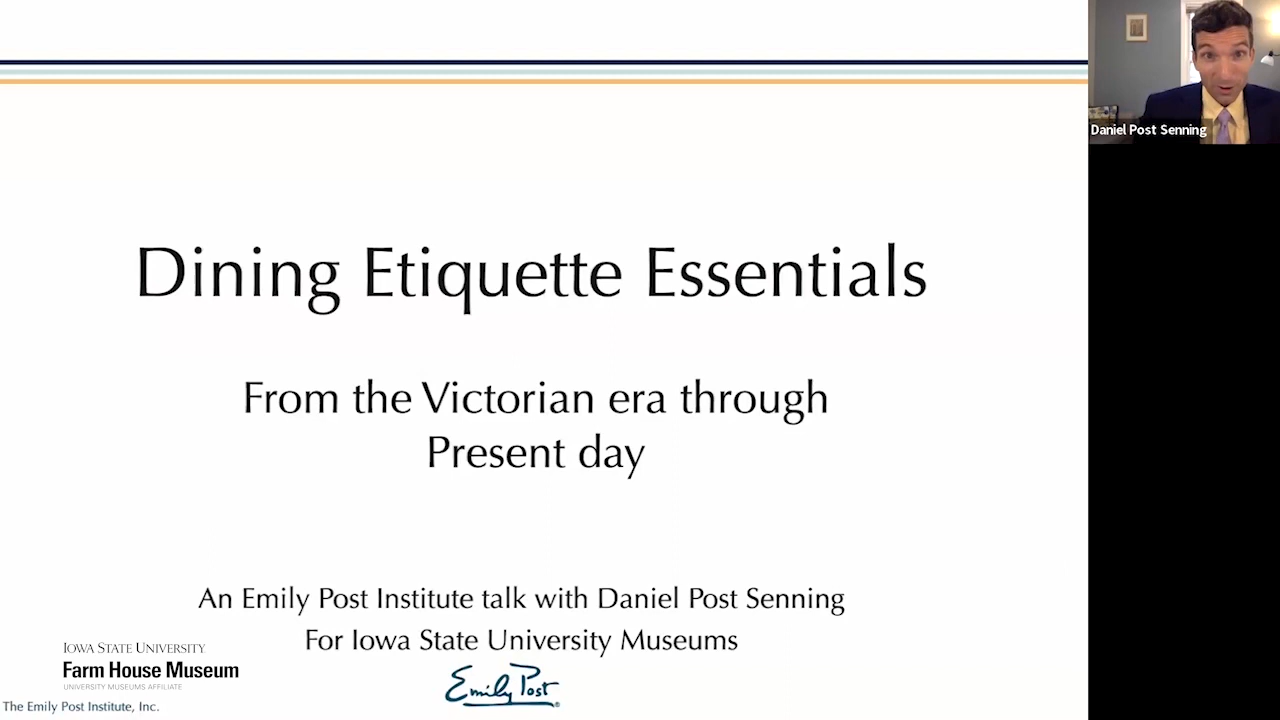 Dining Etiquette Essentials
From the Victorian era through
Present day
An Emily Post Institute talk with Daniel Post Senning
For Iowa State University Museums
Emily Post
IOWA STATE UNIVERSITY
Farm House Museum
UNIVERSITY MUSEUMS AFFILIATE
The Emily Post Institute, Inc.
Daniel Post Senning